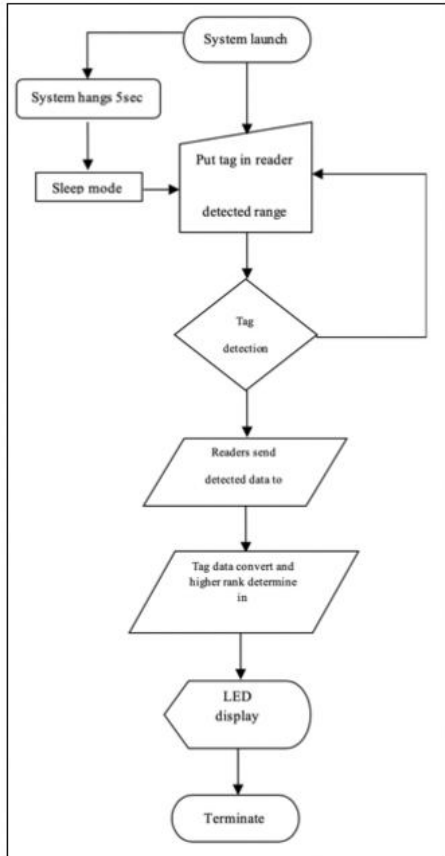 System launch
System hangs 5sec
Put tag in reader
detected range
Sleep mode
Tag
detection
Readers send
detected data to
Tag data convert and
higher rank determine
in
LED
display
Terminate